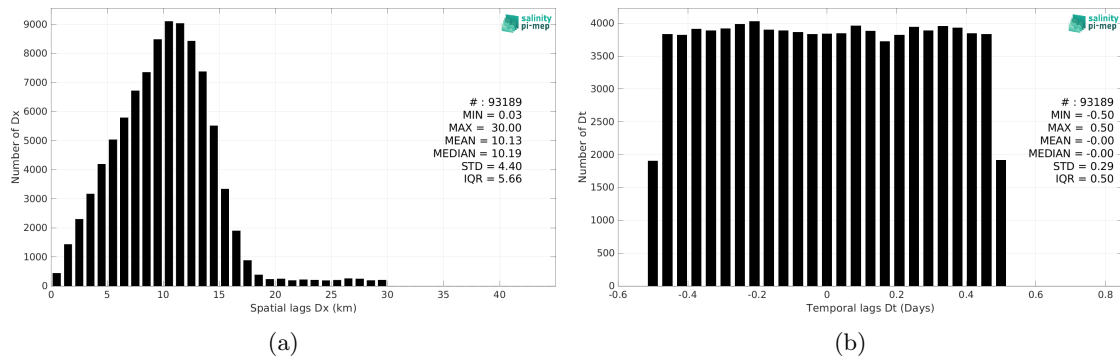 9000
8000
7000
6000
5000
4000
3000
2000
1000
0
Number of Dx
0 5 10 15 20 25 30 35 40
Spatial lags Dx (km)
salinity
pi-mep
# : 93189
MIN = 0.03
MAX = 30.00
MEAN = 10.13
MEDIAN = 10.19
STD = 4.40
IQR = 5.66
(a)
4000
3500
3000
2500
2000
1500
1000
500
0
Number of Dt
-0.6 -0.4 -0.2 0 0.2 0.4 0.6 0.8
Temporal lags Dt (Days)
salinity
pi-mep
# : 93189
MIN = -0.50
MAX = 0.50
MEAN = -0.00
MEDIAN = -0.00
STD = 0.29
IQR = 0.50
(b)